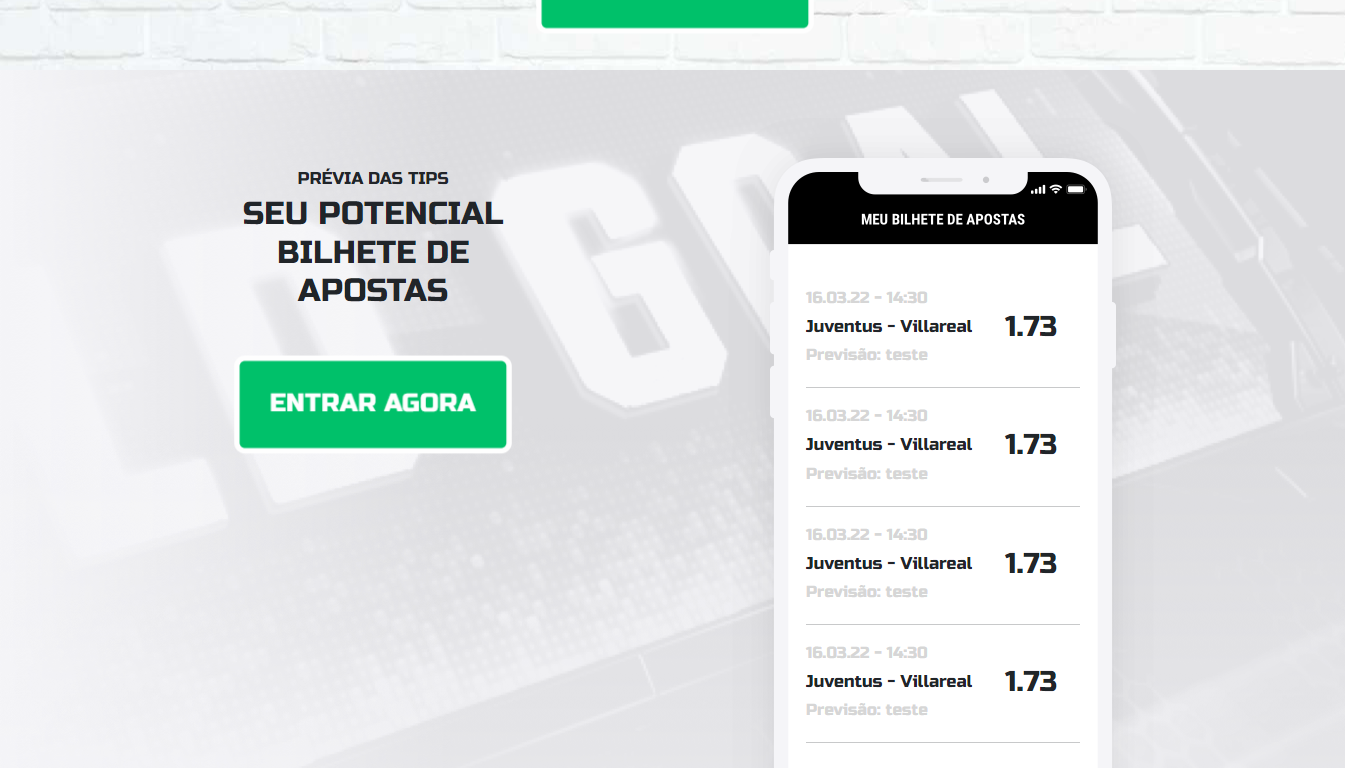 PRÉVIA DAS TIPS
SEU POTENCIAL
BILHETE DE
APOSTAS
ENTRAR AGORA
MEU BILHETE DE APOSTAS
16.03.22 - 14:30
Juventus - Villareal 1.73
Previsão: teste
16.03.22 - 14:30
Juventus - Villareal 1.73
Previsão: teste
16.03.22 - 14:30
Juventus - Villareal 1.73
Previsão: teste
16.03.22 - 14:30
Juventus - Villareal 1.73
Previsão: teste